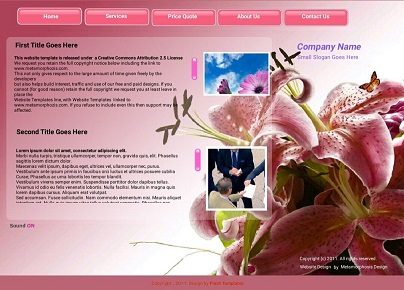 Home
Services
Price Quote
About Us
Contact Us
Company Name
Small Slogan Goes Here
First Title Goes Here
This website template is released under a Creative Commons Attribution 2.5 License
We request you retain the full copyright notice below including the link to
www.metamorphozis.com.
This not only gives respect to the large amount of time given freely by the
developers
but also helps build interest, traffic and use of our free and paid designs. If you
cannot (for good reason) retain the full copyright we request you at least leave in
place the
Website Templates line, with Website Templates linked to
www.metamorphozis.com. If you refuse to include even this then support may be
affected.
Second Title Goes Here
Lorem ipsum dolor sit amet, consectetuer adipiscing elit.
Morbi nulla turpis, tristique ullamcorper, tempor non, gravida quis, elit. Phasellus
sagittis lorem dictum dolor.
Maecenas velit ipsum, dapibus eget, ultrices vel, ullamcorper nec, purus.
Vestibulum ante ipsum primis in faucibus orci luctus et ultrices posuere cubilia
Curae; Phasellus ac urna lobortis leo tempor blandit.
Vestibulum viverra semper enim. Suspendisse porttitor dolor dapibus tellus.
Vivamus id odio eu felis venenatis lobortis. Nulla facilisi. Mauris in magna quis
lorem dapibus cursus. Aliquam erat volutpat.
Sed accumsan. Fusce sollicitudin, mauris et rhoncus mollis, justo mauris aliquet
Sound ON
Copyright (c) 2011. All rights reserved.
Website Design by Metamorphosis Design
Copyright 2011. Design by Flash Templates